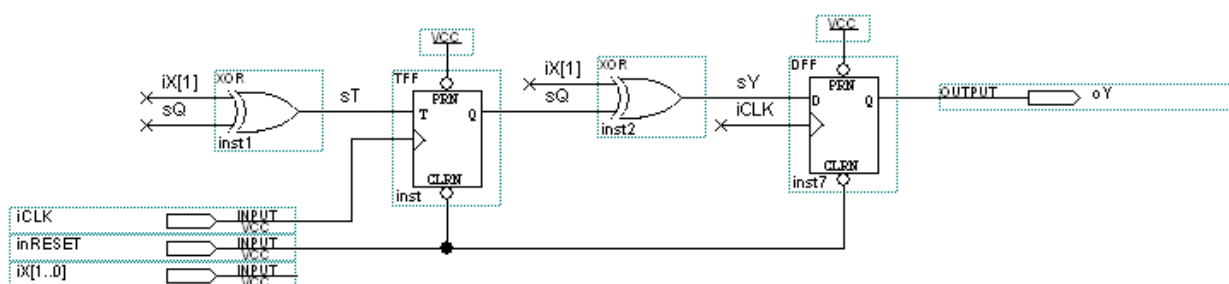 VCC
VCC
iX[1]
XOR
sT
TFF
PRN
T
Q
CLRN
inst
sQ
inst1
iX[1]
sQ
XOR
inst2
sY
iCLK
DFF
PRN
D
Q
CLRN
inst7
OUTPUT
oY
iCLK
INPUT
VCC
inRESET
INPUT
VCC
iX[1..0]
INPUT
VCC